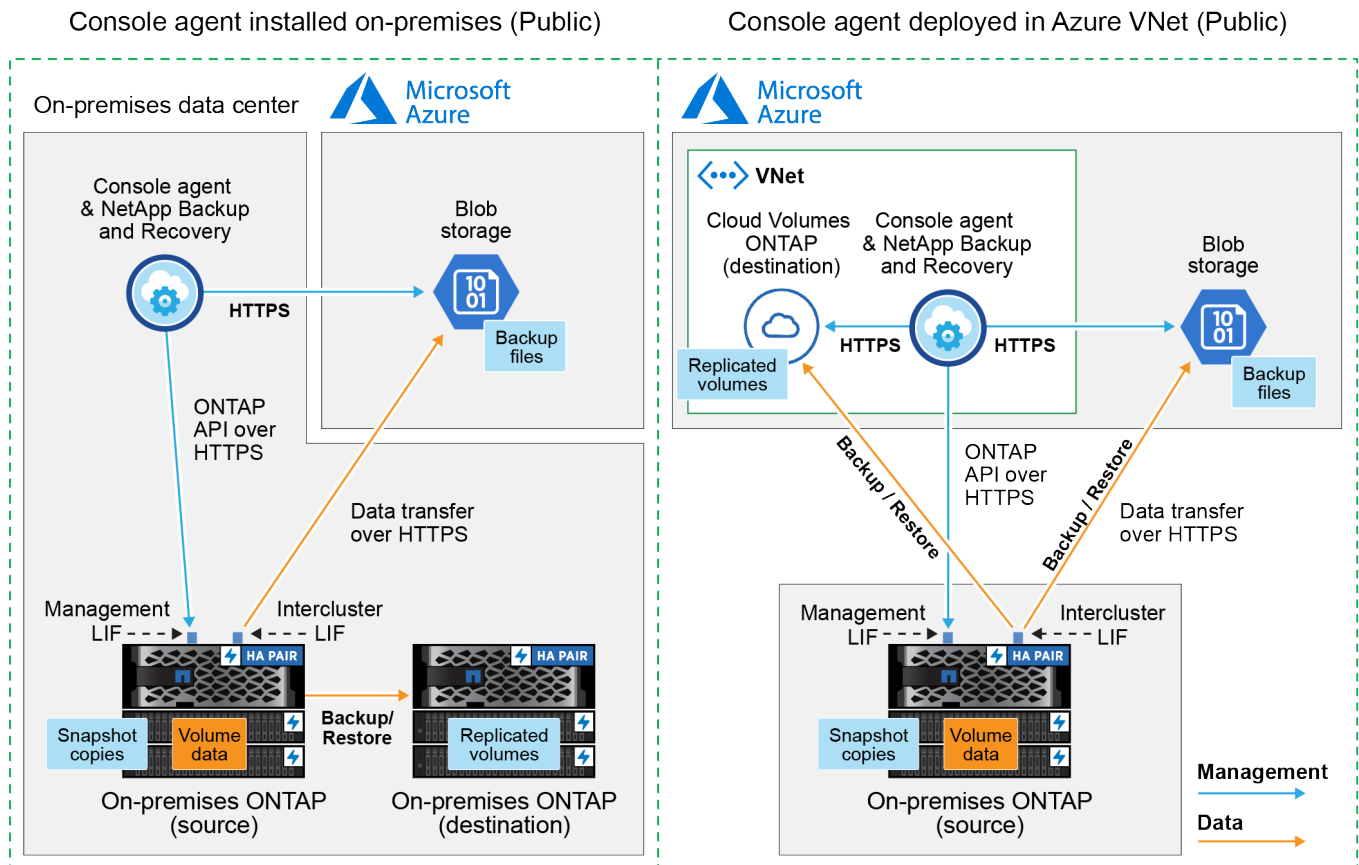 Console agent installed on-premises (Public)
On-premises data center
Microsoft
Azure
Console agent
& NetApp Backup
and Recovery
Blob
storage
HTTPS
10
01
Backup
files
ONTAP
API over
HTTPS
Data transfer
over HTTPS
Management
LIF
Intercluster
LIF
HA PAIR
HA PAIR
Snapshot
copies
Volume
data
Backup/
Restore
Replicated
volumes
On-premises ONTAP
(source)
On-premises ONTAP
(destination)
Console agent deployed in Azure VNet (Public)
Microsoft
Azure
VNet
Cloud Volumes
ONTAP
(destination)
Console agent
& NetApp Backup
and Recovery
Blob
storage
HTTPS
HTTPS
10
01
Replicated
volumes
Backup
files
Backup / Restore
ONTAP
API over
HTTPS
Backup / Restore
Data transfer
over HTTPS
Management
LIF
Intercluster
LIF
HA PAIR
Snapshot
copies
Volume
data
On-premises ONTAP
(source)
Management
Data